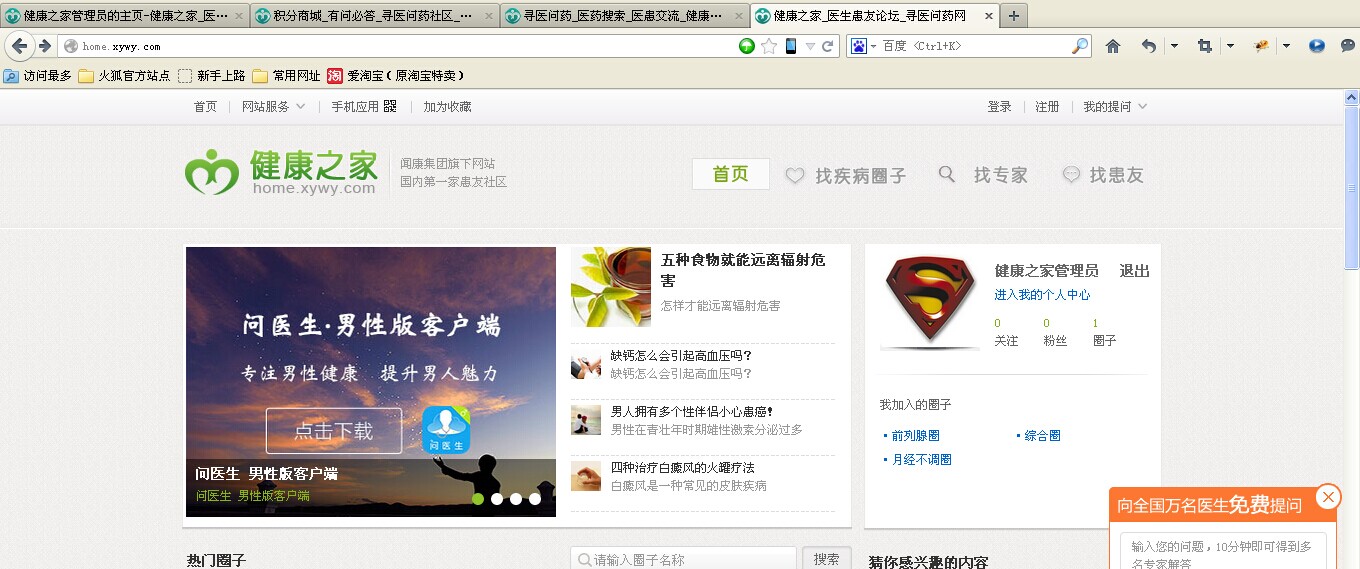 健康之家管理员的主页-健康之家_医…
积分商城_有问必答_寻医问药社区_…
寻医问药_医药搜索_医患交流_健康…
健康之家_医生患友论坛_寻医问药网
home.xywy.com
百度 <Ctrl+K>
访问最多
火狐官方站点
新手上路
常用网址
淘
爱淘宝（原淘宝特卖）
首页
网站服务
手机应用
加为收藏
登录
注册
我的提问
健康之家
home.xywy.com
闻康集团旗下网站
国内第一家患友社区
首页
找疾病圈子
找专家
找患友
问医生·男性版客户端
专注男性健康 提升男人魅力
点击下载
问医生
问医生 男性版客户端
问医生 男性版客户端
五种食物就能远离辐射危
害
怎样才能远离辐射危害
缺钙怎么会引起高血压吗?
缺钙怎么会引起高血压吗?
男人拥有多个性伴侣小心患癌!
男性在青壮年时期雄性激素分泌过多
四种治疗白癜风的火罐疗法
白癜风是一种常见的皮肤疾病
健康之家管理员 退出
进入我的个人中心
0 0 1
关注 粉丝 圈子
我加入的圈子
前列腺圈
综合圈
月经不调圈
向全国万名医生免费提问
输入您的问题，10分钟即可得到多
名专家解答
热门圈子
请输入圈子名称
搜索
猜你感兴趣的内容